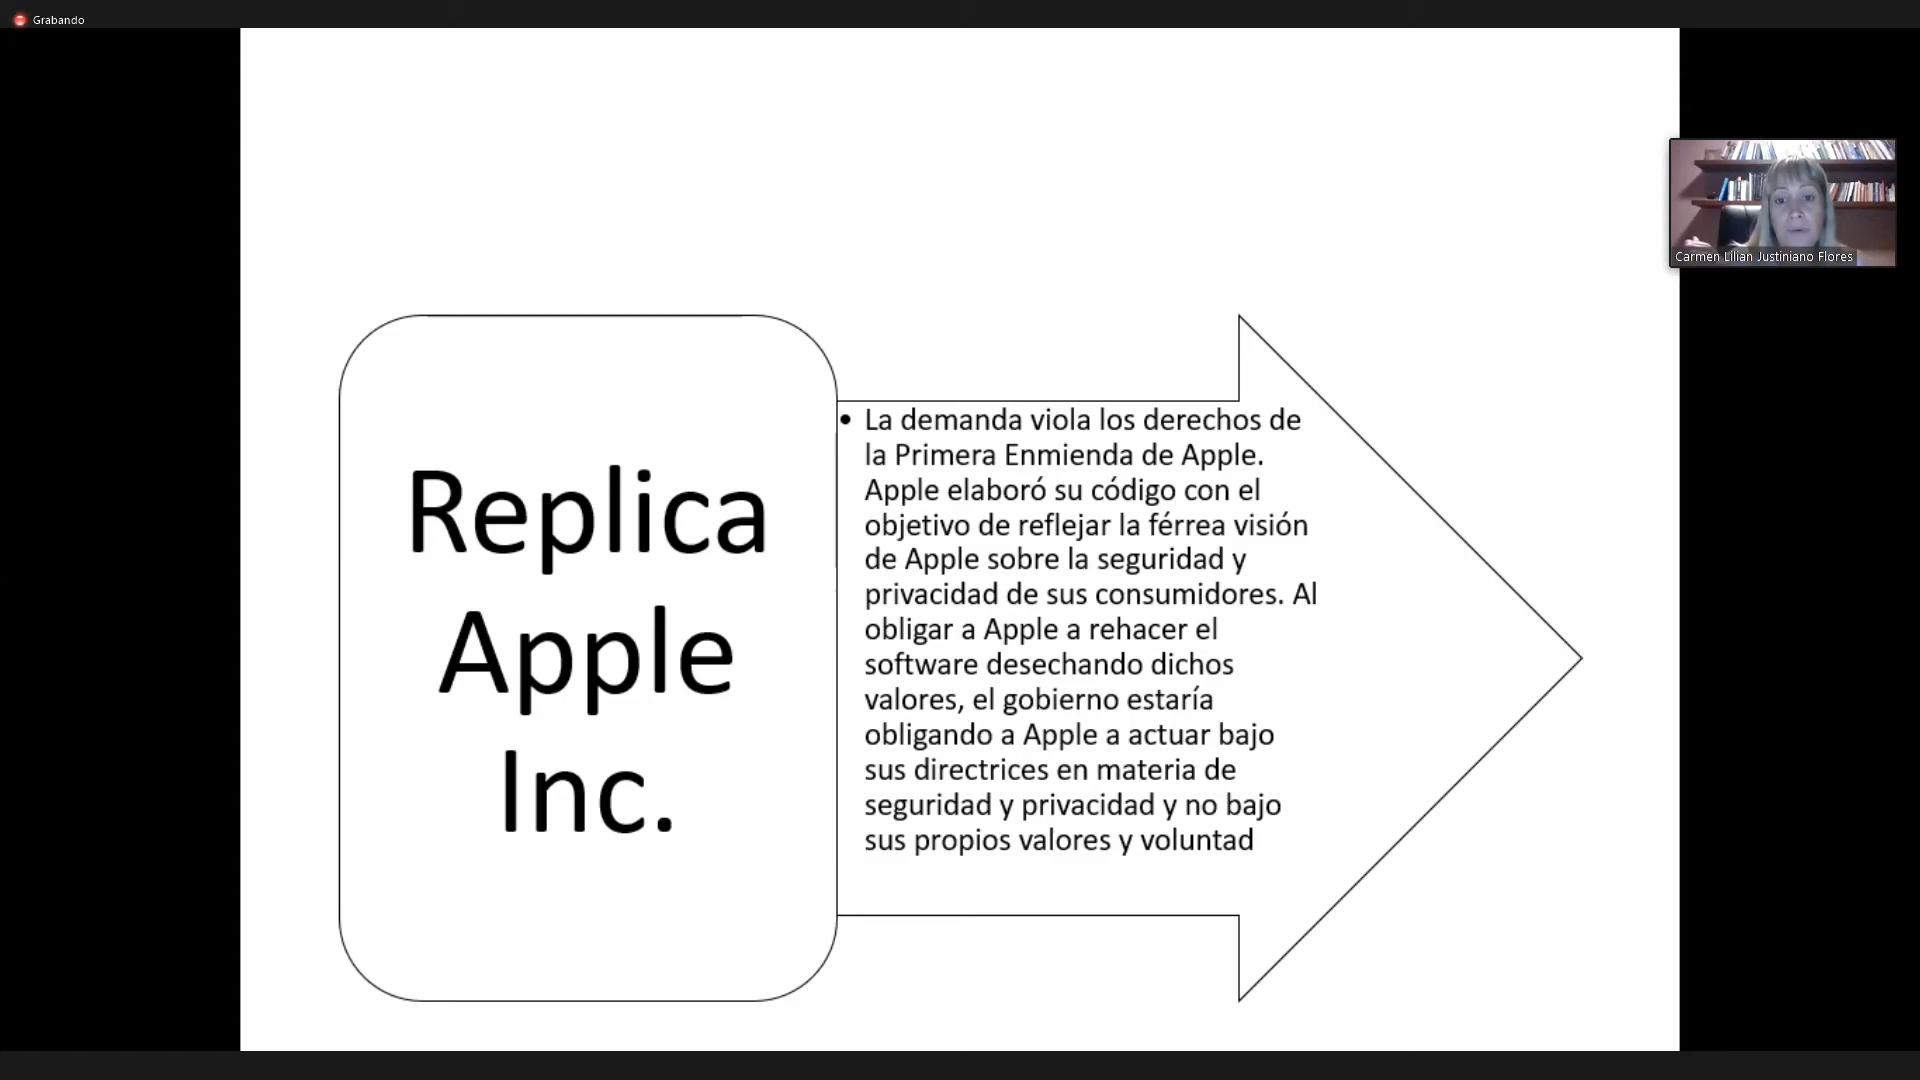 Grabando
Carmen Lilian Justiniano Flores
Replica
Apple
Inc.
• La demanda viola los derechos de
la Primera Enmienda de Apple.
Apple elaboró su código con el
objetivo de reflejar la férrea visión
de Apple sobre la seguridad y
privacidad de sus consumidores. Al
obligar a Apple a rehacer el
software desechando dichos
valores, el gobierno estaría
obligando a Apple a actuar bajo
sus directrices en materia de
seguridad y privacidad y no bajo
sus propios valores y voluntad